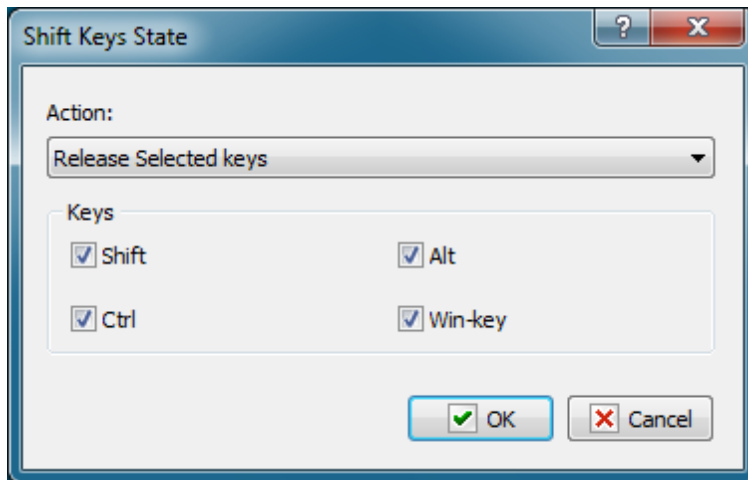 Shift Keys State
?
Action:
Release Selected keys
Keys
Shift
Alt
Ctrl
Win-key
OK
Cancel